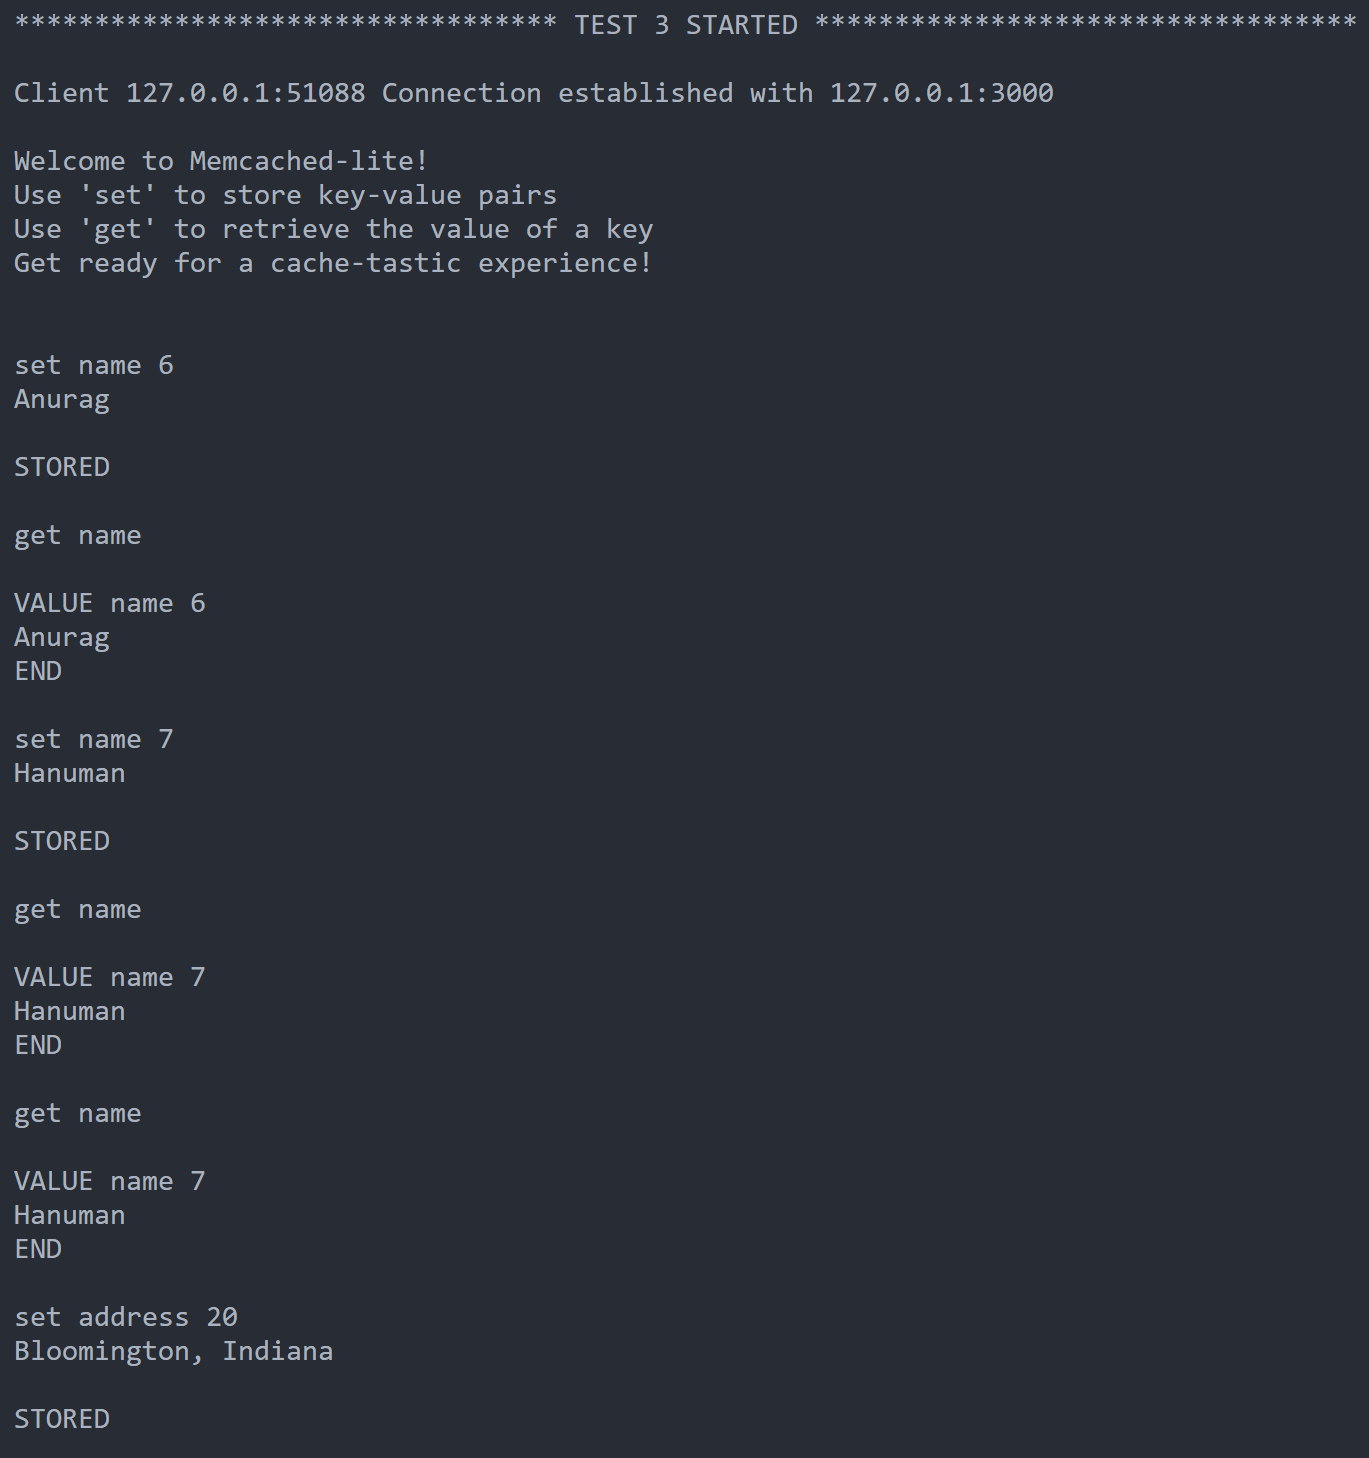 ********************************** TEST 3 STARTED **********************************
Client 127.0.0.1:51088 Connection established with 127.0.0.1:3000
Welcome to Memcached-lite!
Use 'set' to store key-value pairs
Use 'get' to retrieve the value of a key
Get ready for a cache-tastic experience!
set name 6
Anurag
STORED
get name
VALUE name 6
Anurag
END
set name 7
Hanuman
STORED
get name
VALUE name 7
Hanuman
END
get name
VALUE name 7
Hanuman
END
set address 20
Bloomington, Indiana
STORED